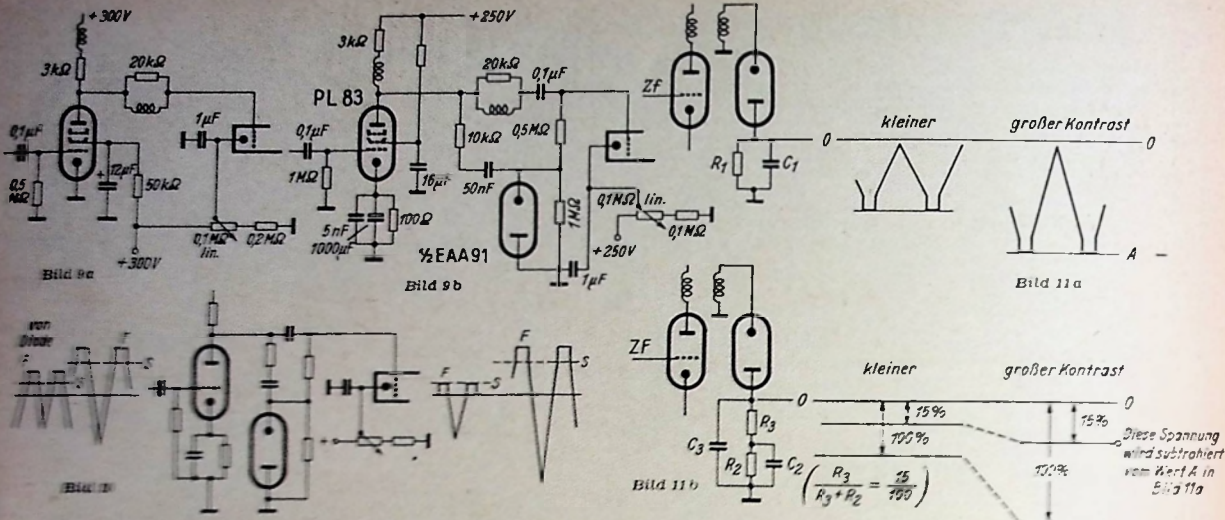 +300V
3kΩ
20kΩ
1µF
0,1µF
0,5
MΩ
12µF
50kΩ
0,1MΩ
lin.
0,2MΩ
+300V
Bild 9a
+250V
3kΩ
PL 83
20kΩ
0,1µF
0,1µF
10kΩ
0,5MΩ
1MΩ
50nF
16µF
5nF
1000µF
100Ω
1MΩ
0,1MΩ
lin.
+250V
0,1MΩ
½EAA91
1µF
Bild 9b
Zf
R1
C1
0
kleiner
großer Kontrast
0
A
Bild 11a
von
Diode
F
F
S
S
F
S
F
S
+
ZF
C3
R3
R2
C2
0
kleiner
großer Kontrast
0
15%
100%
15%
100%
Diese Spannung
wird subtrahiert
vom Wert A in
Bild 11a
Bild 11b
(R3/(R3+R2) = 15/100)